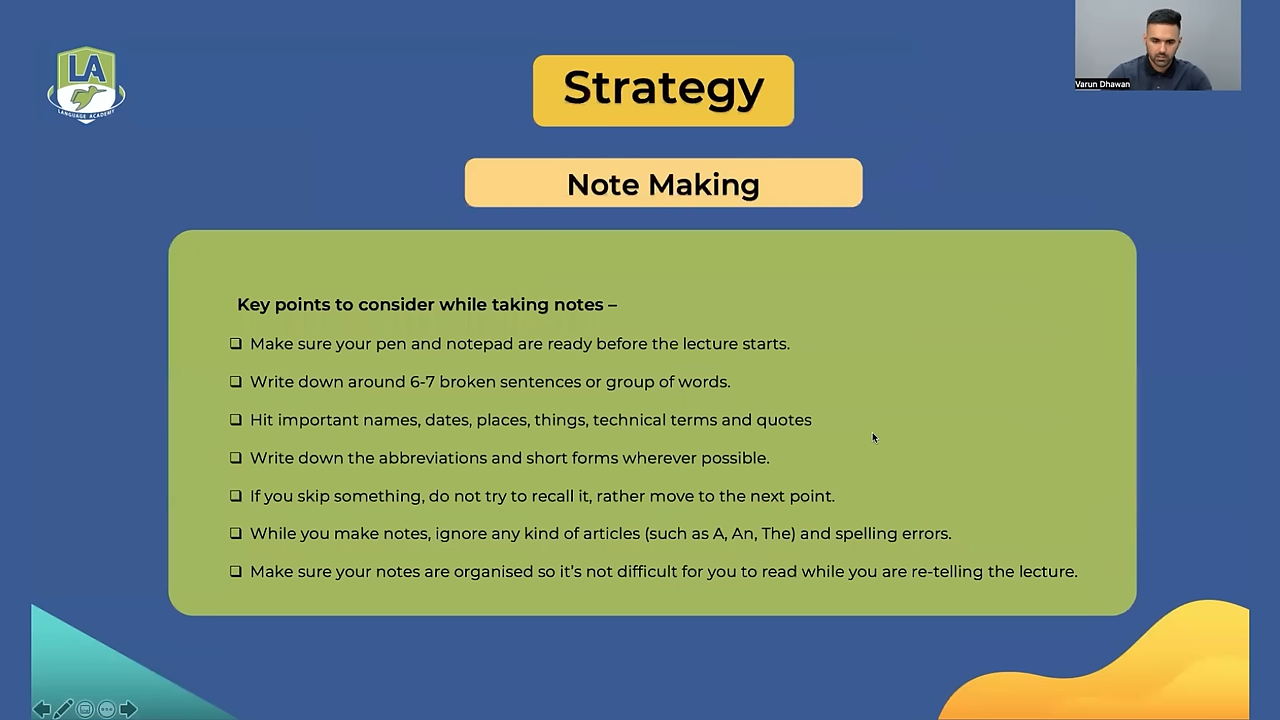 LA
LANGUAGE ACADEMY
Varun Dhawan
Strategy
Note Making
Key points to consider while taking notes –
Make sure your pen and notepad are ready before the lecture starts.
Write down around 6-7 broken sentences or group of words.
Hit important names, dates, places, things, technical terms and quotes
Write down the abbreviations and short forms wherever possible.
If you skip something, do not try to recall it, rather move to the next point.
While you make notes, ignore any kind of articles (such as A, An, The) and spelling errors.
Make sure your notes are organised so it's not difficult for you to read while you are re-telling the lecture.